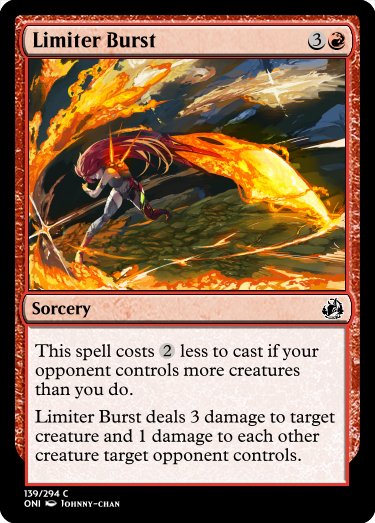 Limiter Burst 3
Sorcery
This spell costs 2 less to cast if your
opponent controls more creatures
than you do.
Limiter Burst deals 3 damage to target
creature and 1 damage to each other
creature target opponent controls.
139/294 C
ONI Johnny-chan